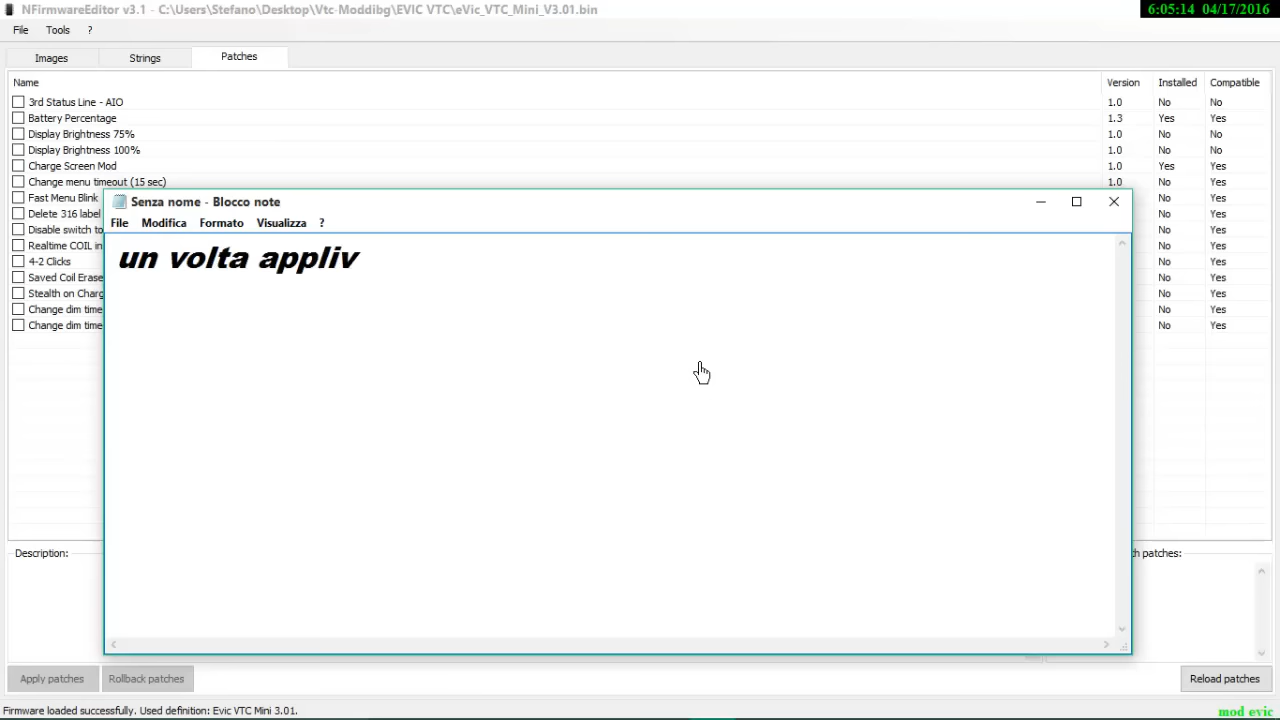 NFirmwareEditor v3.1 - C:\Users\Stefano\Desktop\Vtc Moddibg\EVIC VTC\eVic_VTC_Mini_V3.01.bin
6:05:14 04/17/2016
File Tools ?
Images Strings Patches
Name Version Installed Compatible
3rd Status Line - AIO 1.0 No No
Battery Percentage 1.3 Yes Yes
Display Brightness 75% 1.0 No No
Display Brightness 100% 1.0 No No
Charge Screen Mod 1.0 Yes Yes
Change menu timeout (15 sec) 1.0 No Yes
Fast Menu Blink No Yes
Delete 316 label No Yes
Disable switch to No Yes
Realtime COIL in No Yes
4-2 Clicks No Yes
Saved Coil Erase No Yes
Stealth on Charg No Yes
Change dim time No Yes
Change dim time No Yes
Senza nome - Blocco note
File Modifica Formato Visualizza ?
un volta appliv
Description: h patches:
Apply patches Rollback patches Reload patches
Firmware loaded successfully. Used definition: Evic VTC Mini 3.01.
mod evic